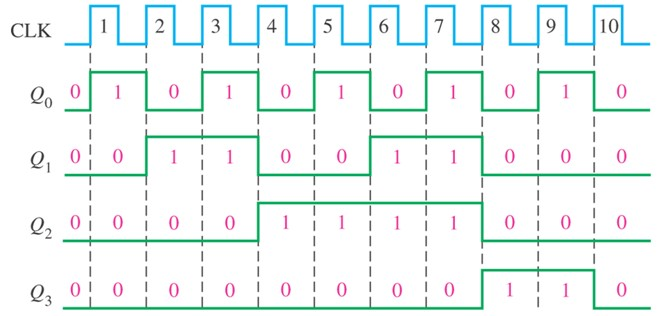 CLK 1 2 3 4 5 6 7 8 9 10
Q0 0 1 0 1 0 1 0 1 0 1 0
Q1 0 0 1 1 0 0 1 1 0 0 0
Q2 0 0 0 0 1 1 1 1 0 0 0
Q3 0 0 0 0 0 0 0 0 1 1 0